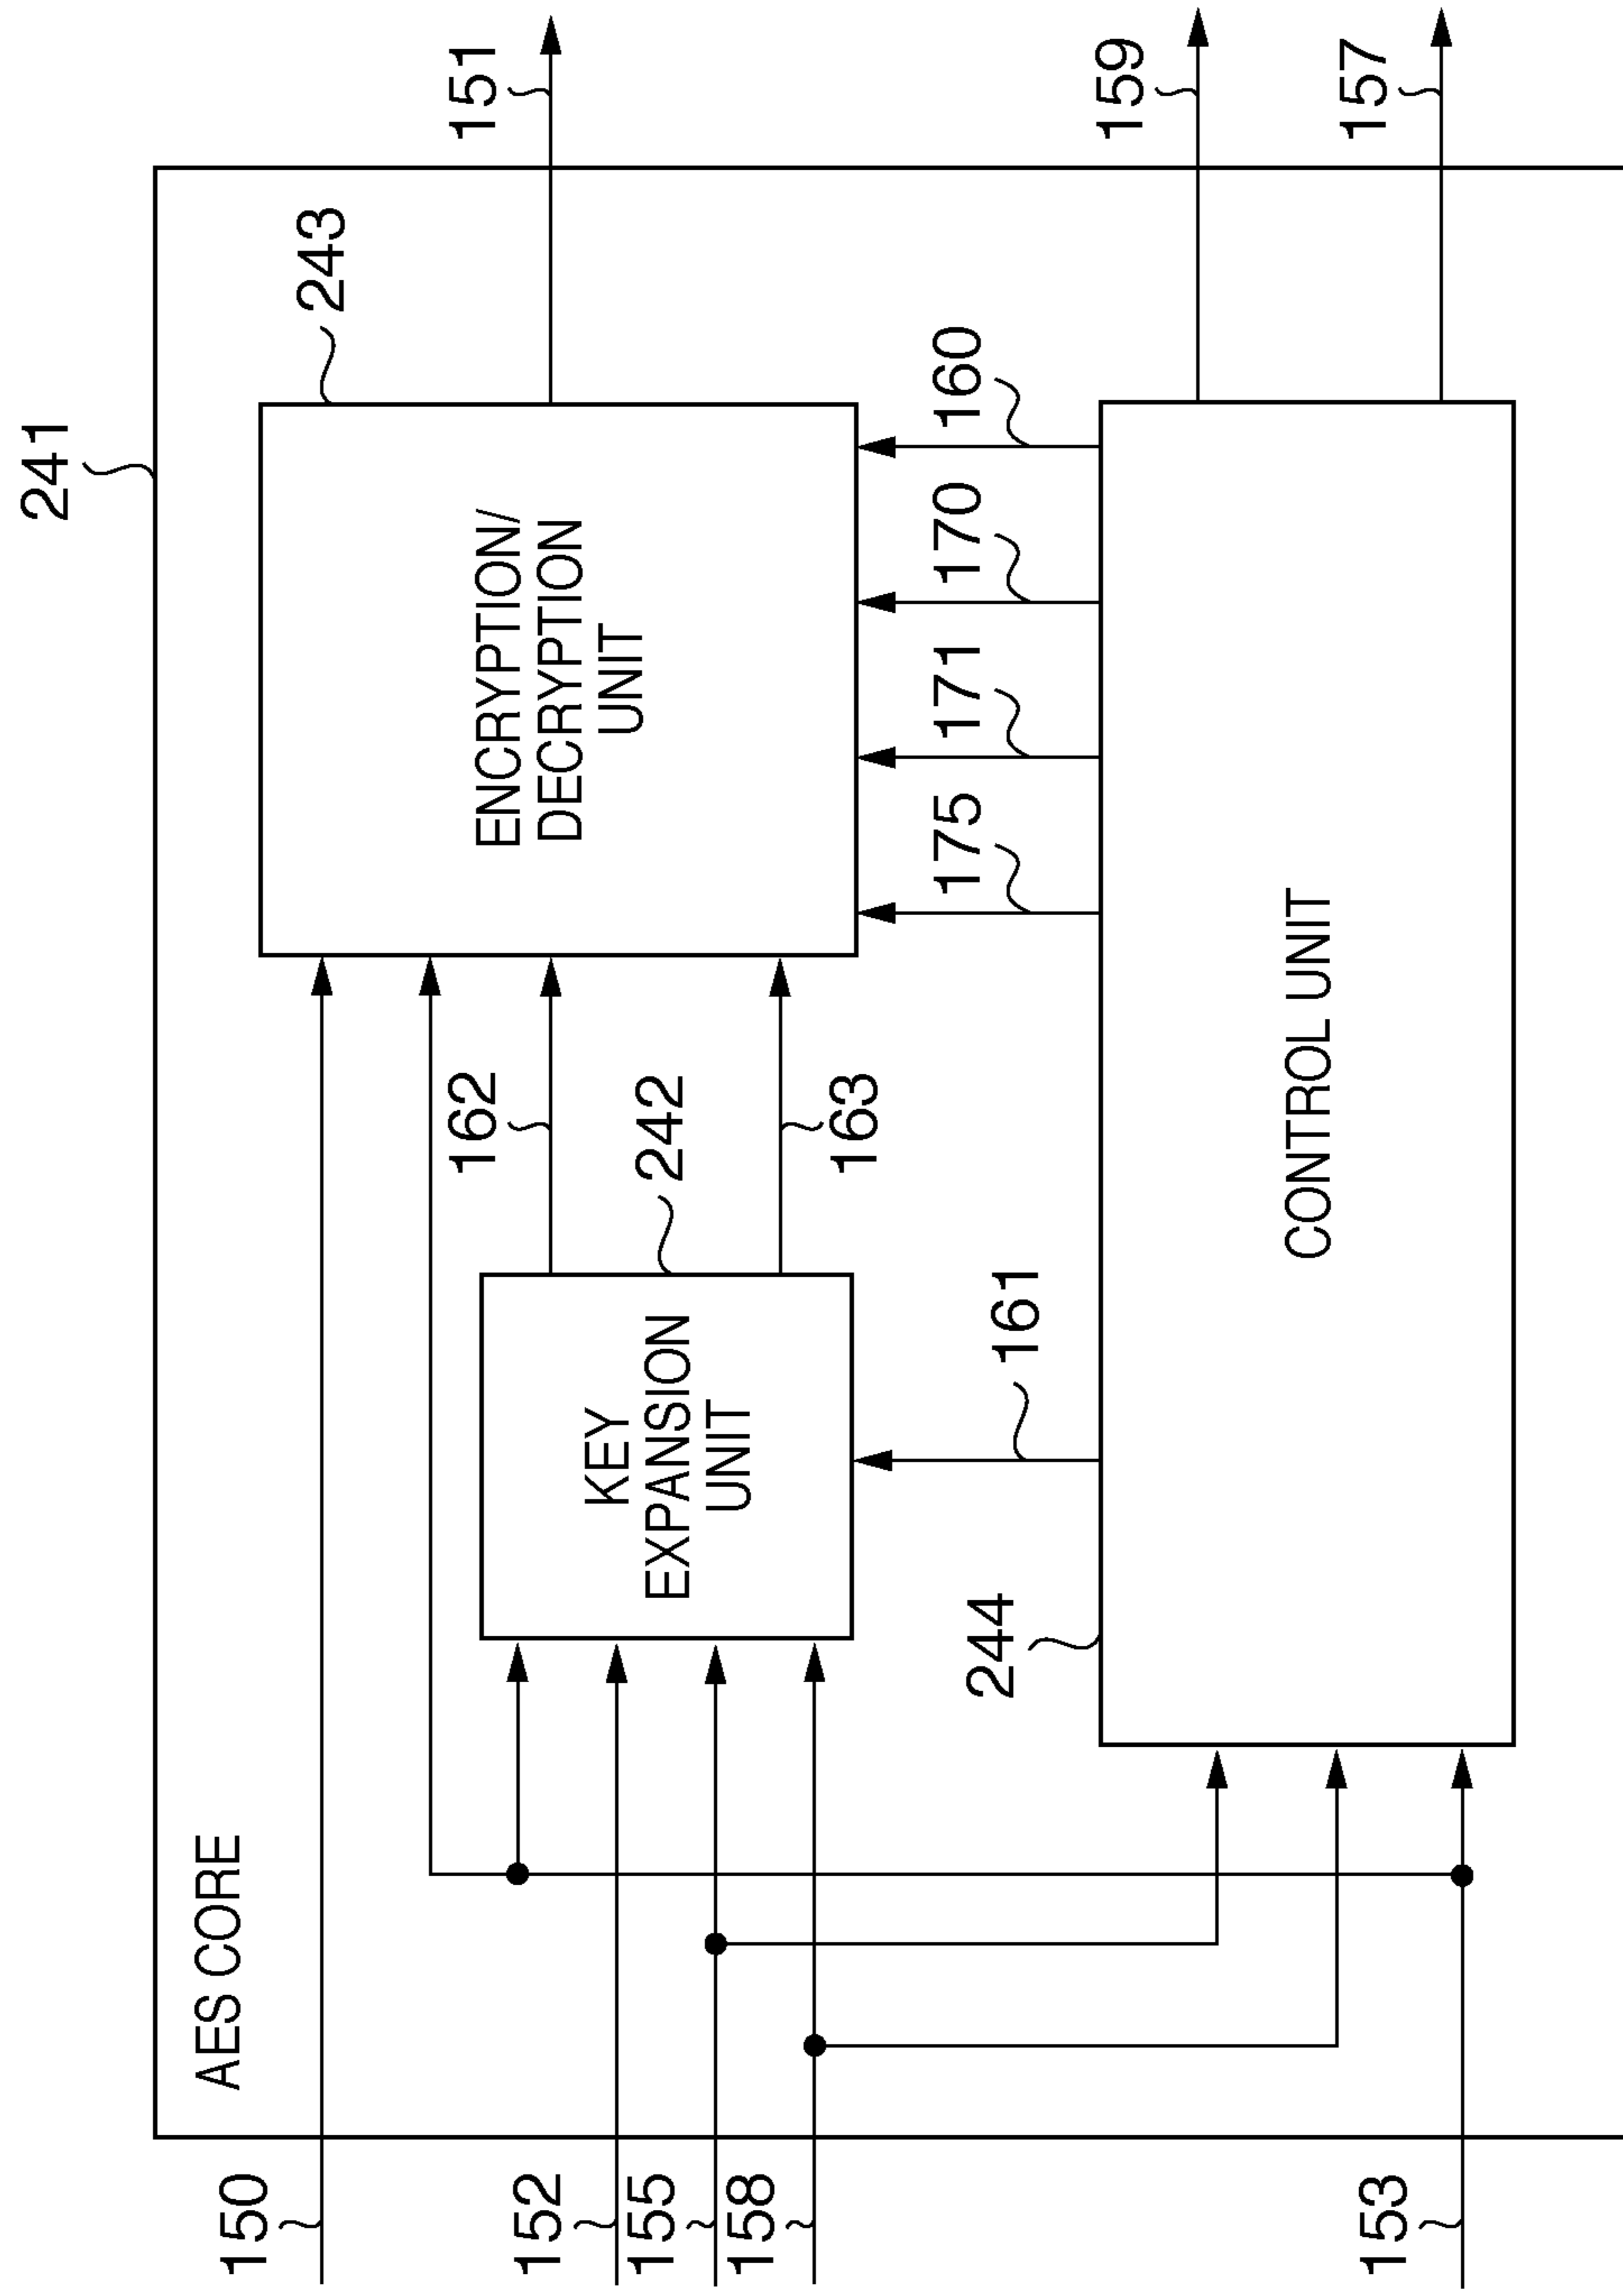 241
AES CORE
243
ENCRYPTION/
DECRYPTION
UNIT
151
150
162
242
163
KEY
EXPANSION
UNIT
152
155
158
175
171
170
160
161
244
CONTROL UNIT
159
157
153